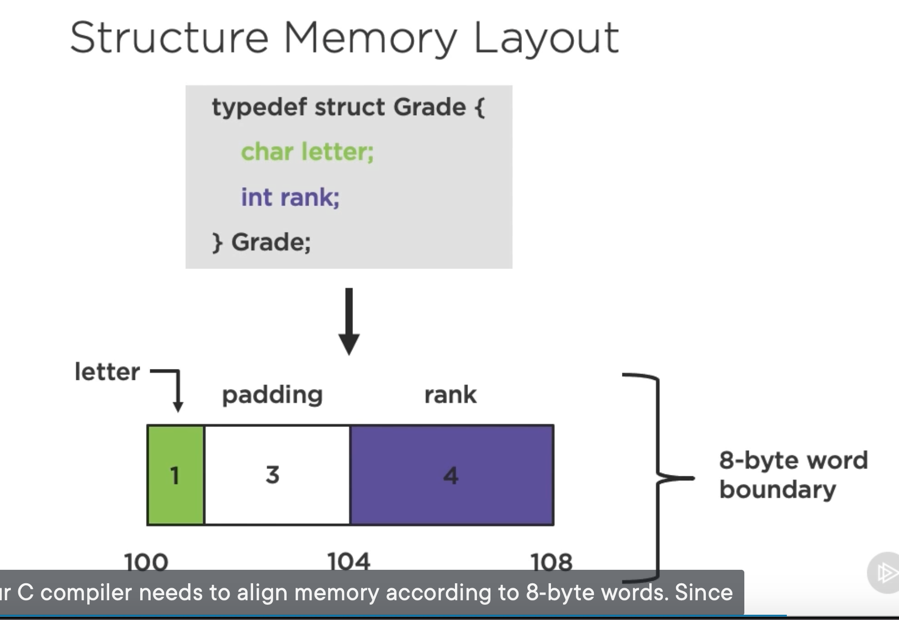 Structure Memory Layout
typedef struct Grade {
char letter;
int rank;
} Grade;
letter
padding
rank
1
3
4
8-byte word
boundary
100
104
108
C compiler needs to align memory according to 8-byte words. Since